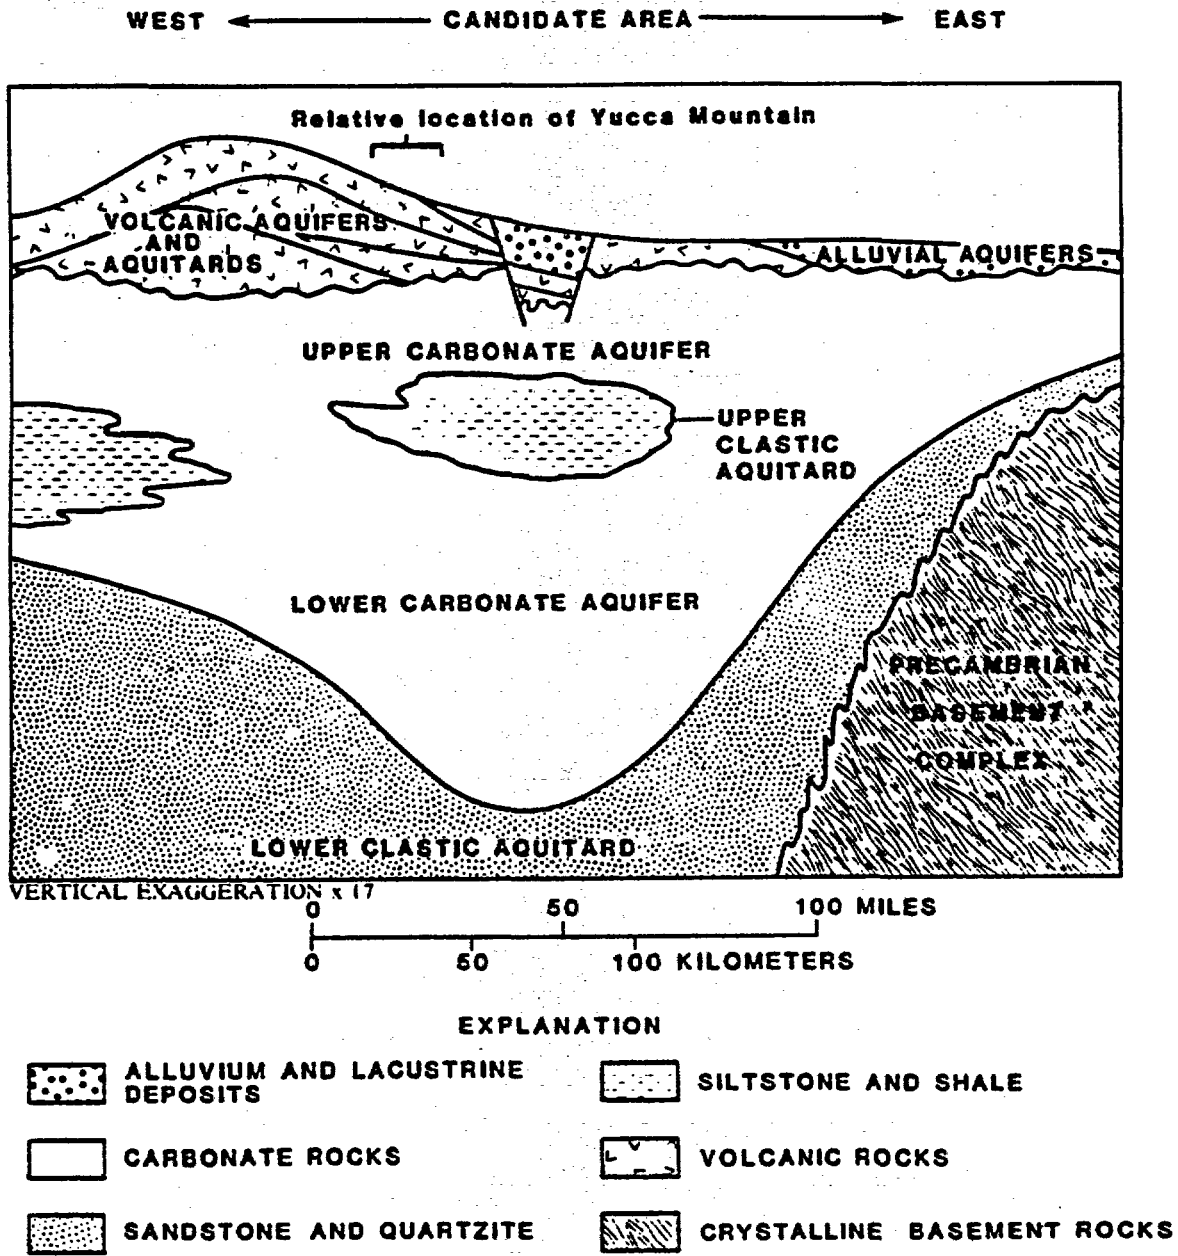 WEST CANDIDATE AREA EAST
Relative location of Yucca Mountain
VOLCANIC AQUIFERS
AND
AQUITARDS
ALLUVIAL AQUIFERS
UPPER CARBONATE AQUIFER
UPPER
CLASTIC
AQUITARD
LOWER CARBONATE AQUIFER
PRECAMBRIAN
BASEMENT
COMPLEX
LOWER CLASTIC AQUITARD
VERTICAL EXAGGERATION x 17
0 50 100 MILES
0 50 100 KILOMETERS
EXPLANATION
ALLUVIUM AND LACUSTRINE
DEPOSITS
SILTSTONE AND SHALE
CARBONATE ROCKS
VOLCANIC ROCKS
SANDSTONE AND QUARTZITE
CRYSTALLINE BASEMENT ROCKS